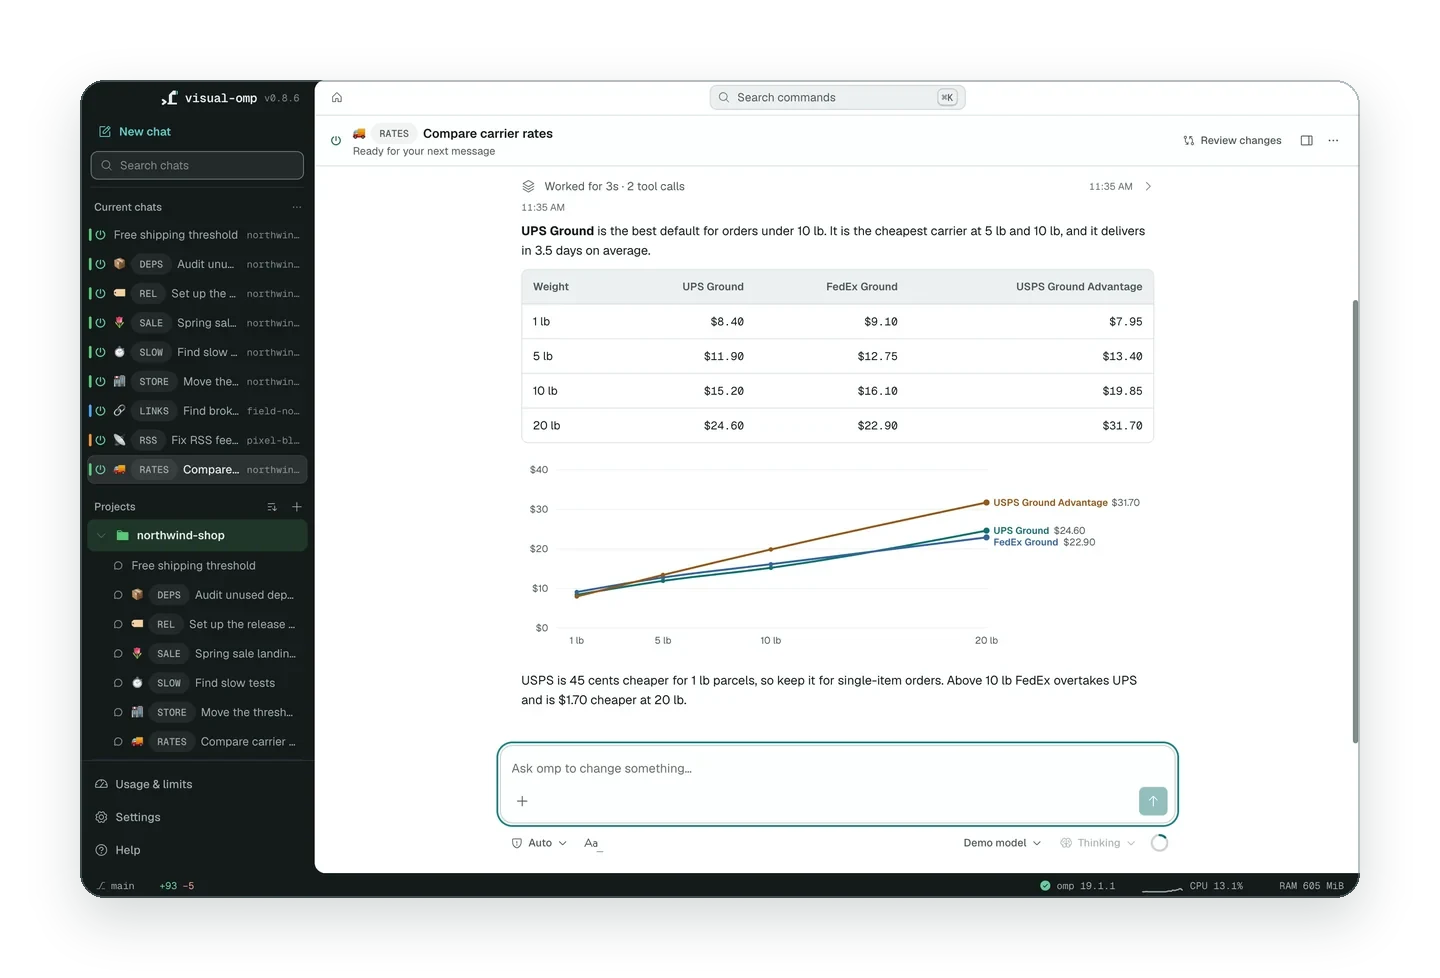 visual-omp v0.8.6
New chat
Search chats
Current chats
Free shipping threshold northwin…
DEPS Audit unu… northwin…
REL Set up the … northwin…
SALE Spring sal… northwin…
SLOW Find slow … northwin…
STORE Move the… northwin…
LINKS Find brok… field-no…
RSS Fix RSS fee… pixel-bl…
RATES Compare… northwin…
Projects
northwind-shop
Free shipping threshold
DEPS Audit unused dep…
REL Set up the release …
SALE Spring sale landin…
SLOW Find slow tests
STORE Move the thresh…
RATES Compare carrier …
Usage & limits
Settings
Help
Search commands ⌘K
RATES Compare carrier rates
Ready for your next message
Review changes
Worked for 3s · 2 tool calls 11:35 AM
11:35 AM
UPS Ground is the best default for orders under 10 lb. It is the cheapest carrier at 5 lb and 10 lb, and it delivers
in 3.5 days on average.
Weight UPS Ground FedEx Ground USPS Ground Advantage
1 lb $8.40 $9.10 $7.95
5 lb $11.90 $12.75 $13.40
10 lb $15.20 $16.10 $19.85
20 lb $24.60 $22.90 $31.70
$40
$30
$20
$10
$0
USPS Ground Advantage $31.70
UPS Ground $24.60
FedEx Ground $22.90
1 lb 5 lb 10 lb 20 lb
USPS is 45 cents cheaper for 1 lb parcels, so keep it for single-item orders. Above 10 lb FedEx overtakes UPS
and is $1.70 cheaper at 20 lb.
Ask omp to change something…
Auto Aa_ Demo model Thinking
main +93 −5 omp 19.1.1 CPU 13.1% RAM 605 MiB